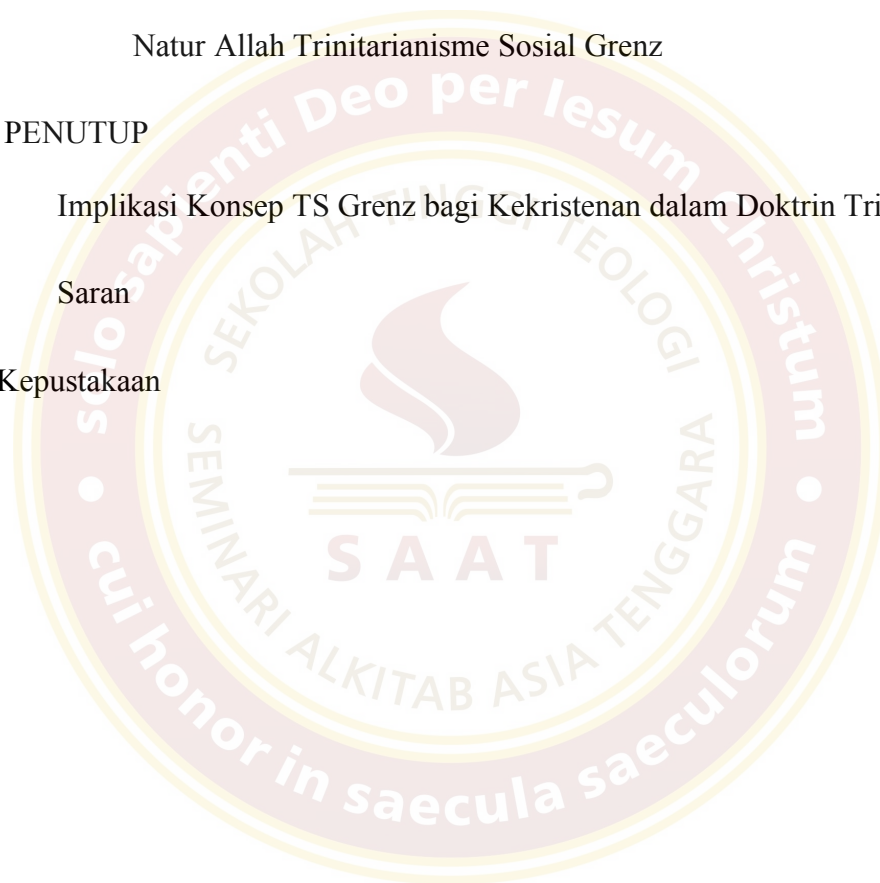 Natur Allah Trinitarianisme Sosial Grenz
PENUTUP
Implikasi Konsep TS Grenz bagi Kekristenan dalam Doktrin Tri
Saran
Kepustakaan
solo sapienti Deo per Iesum Christum
cui honor in saecula saeculorum
SEKOLAH TINGGI TEOLOGI
SEMINARI ALKITAB ASIA TENGGARA
SAAT